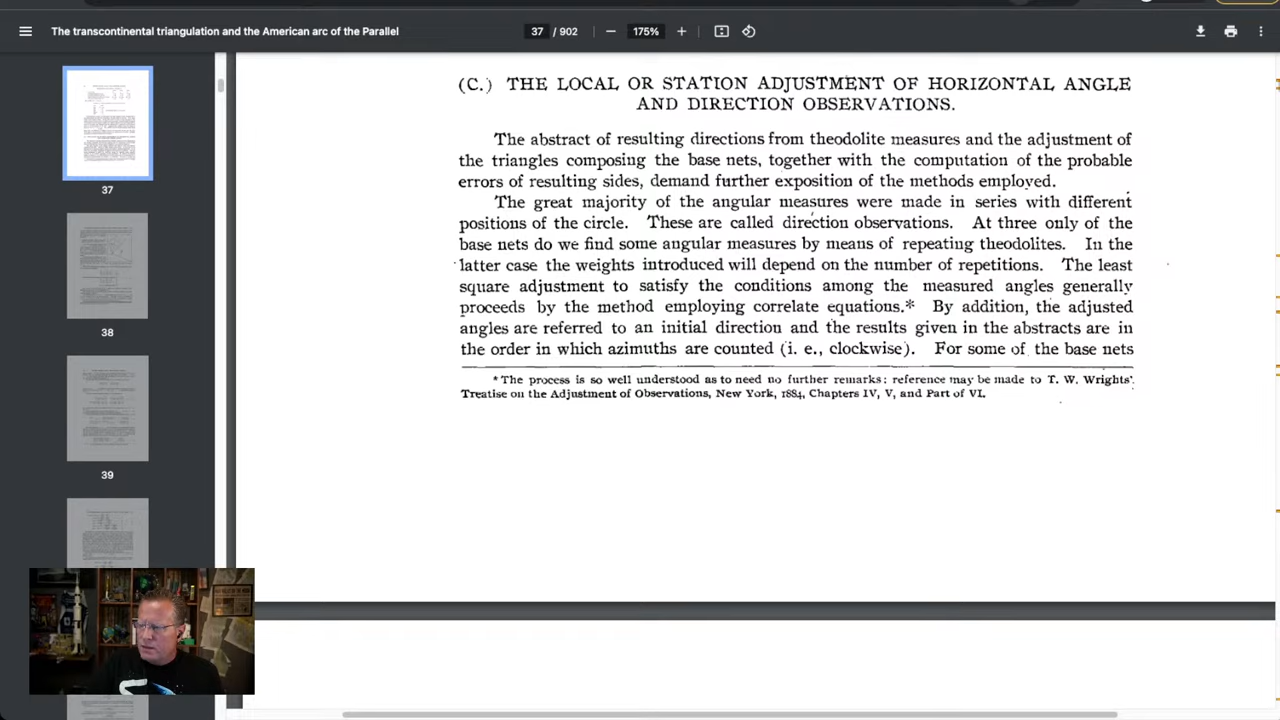 The transcontinental triangulation and the American arc of the Parallel
37 / 902
175%
37
38
39
(C.) THE LOCAL OR STATION ADJUSTMENT OF HORIZONTAL ANGLE
AND DIRECTION OBSERVATIONS.
The abstract of resulting directions from theodolite measures and the adjustment of
the triangles composing the base nets, together with the computation of the probable
errors of resulting sides, demand further exposition of the methods employed.
The great majority of the angular measures were made in series with different
positions of the circle. These are called direction observations. At three only of the
base nets do we find some angular measures by means of repeating theodolites. In the
latter case the weights introduced will depend on the number of repetitions. The least
square adjustment to satisfy the conditions among the measured angles generally
proceeds by the method employing correlate equations.* By addition, the adjusted
angles are referred to an initial direction and the results given in the abstracts are in
the order in which azimuths are counted (i. e., clockwise). For some of the base nets
* The process is so well understood as to need no further remarks; reference may be made to T. W. Wrights'
Treatise on the Adjustment of Observations, New York, 1884, Chapters IV, V, and Part of VI.